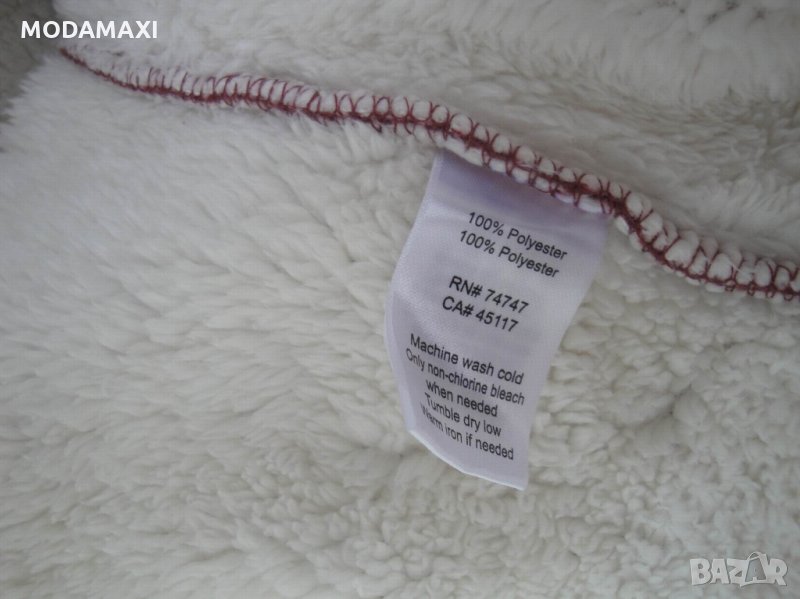 MODAMAXI
100% Polyester
100% Polyester
RN# 74747
CA# 45117
Machine wash cold
Only non-chlorine bleach
when needed
Tumble dry low
Warm iron if needed
BAZAR